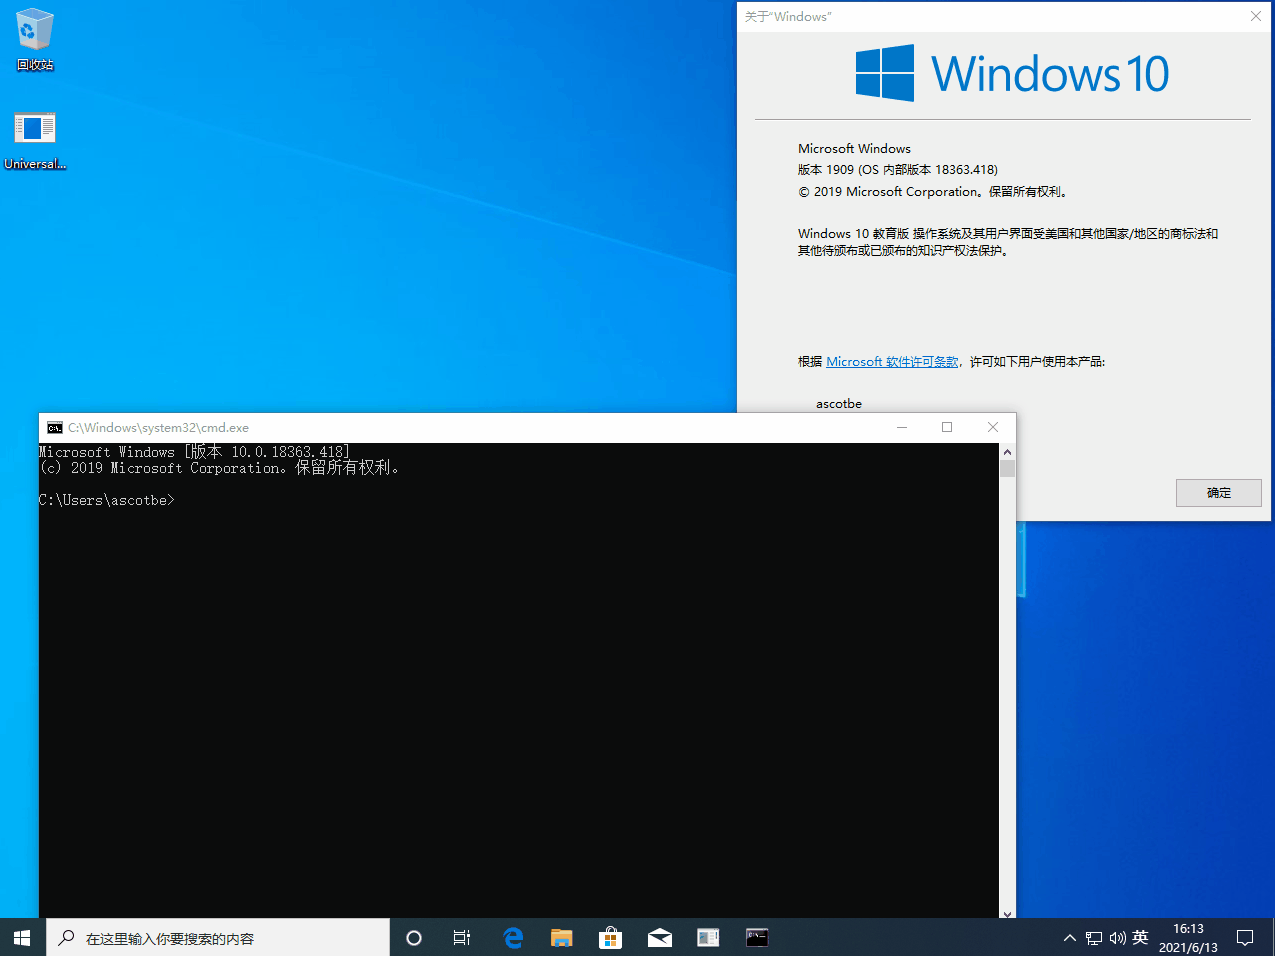 回收站
Universal...
关于“Windows”
Windows 10
Microsoft Windows
版本 1909 (OS 内部版本 18363.418)
© 2019 Microsoft Corporation。保留所有权利。
Windows 10 教育版 操作系统及其用户界面受美国和其他国家/地区的商标法和
其他待颁布或已颁布的知识产权法保护。
根据 Microsoft 软件许可条款，许可如下用户使用本产品:
ascotbe
确定
C:\Windows\system32\cmd.exe
Microsoft Windows [版本 10.0.18363.418]
(c) 2019 Microsoft Corporation。保留所有权利。
C:\Users\ascotbe>
在这里输入你要搜索的内容
英
16:13
2021/6/13